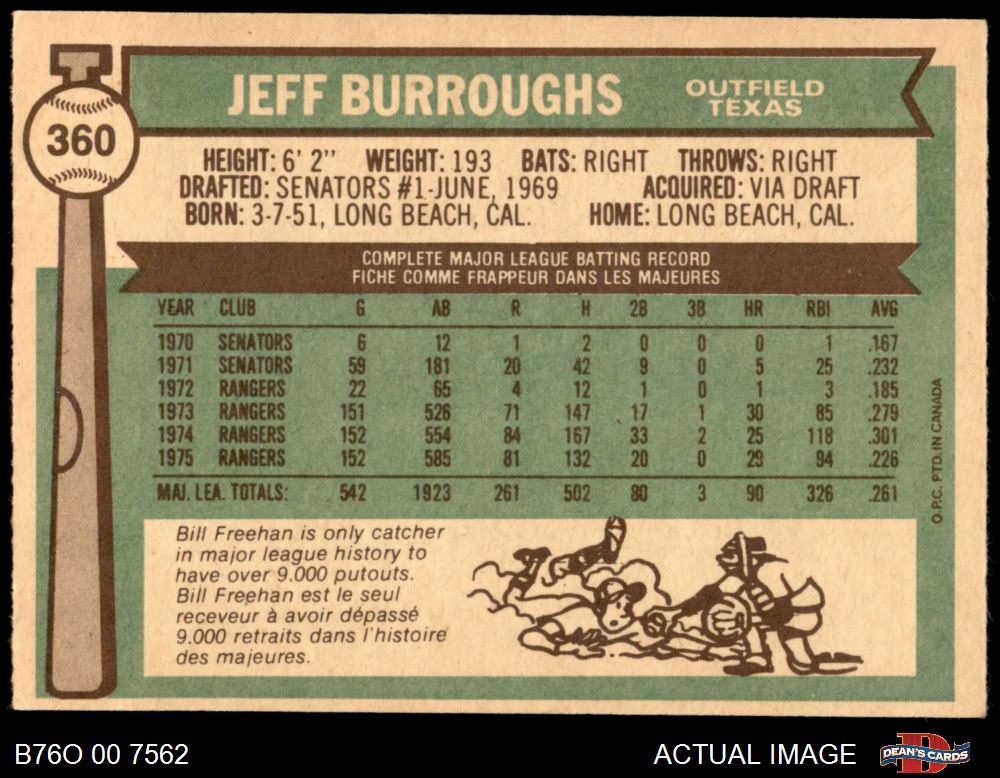 360
JEFF BURROUGHS
OUTFIELD
TEXAS
HEIGHT: 6' 2" WEIGHT: 193 BATS: RIGHT THROWS: RIGHT
DRAFTED: SENATORS #1-JUNE, 1969 ACQUIRED: VIA DRAFT
BORN: 3-7-51, LONG BEACH, CAL. HOME: LONG BEACH, CAL.
COMPLETE MAJOR LEAGUE BATTING RECORD
FICHE COMME FRAPPEUR DANS LES MAJEURES
YEAR CLUB G AB R H 2B 3B HR RBI AVG
1970 SENATORS 6 12 1 2 0 0 0 1 .167
1971 SENATORS 59 181 20 42 9 0 5 25 .232
1972 RANGERS 22 65 4 12 1 0 1 3 .185
1973 RANGERS 151 526 71 147 17 1 30 85 .279
1974 RANGERS 152 554 84 167 33 2 25 118 .301
1975 RANGERS 152 585 81 132 20 0 29 94 .226
MAJ. LEA. TOTALS: 542 1923 261 502 80 3 90 326 .261
O.P.C. PTD. IN CANADA
Bill Freehan is only catcher
in major league history to
have over 9.000 putouts.
Bill Freehan est le seul
receveur à avoir dépassé
9.000 retraits dans l'histoire
des majeures.
B76O 00 7562
ACTUAL IMAGE
DEAN'S CARDS